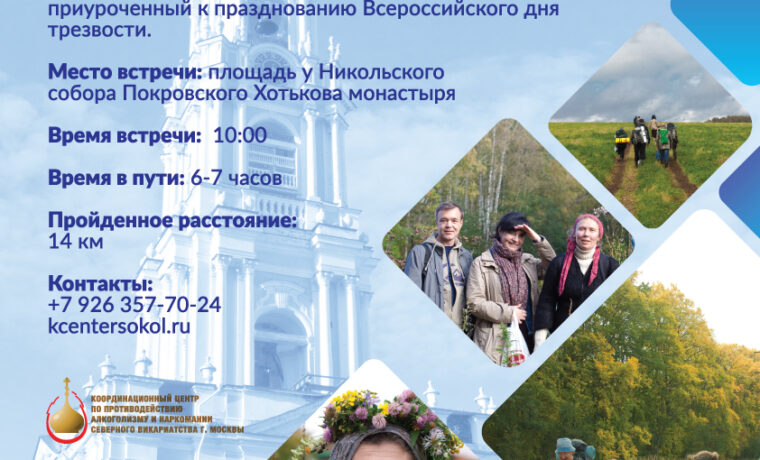 приуроченный к празднованию Всероссийского дня
трезвости.
Место встречи: площадь у Никольского
собора Покровского Хотькова монастыря
Время встречи: 10:00
Время в пути: 6-7 часов
Пройденное расстояние:
14 км
Контакты:
+7 926 357-70-24
kcentersokol.ru
КООРДИНАЦИОННЫЙ ЦЕНТР
ПО ПРОТИВОДЕЙСТВИЮ
АЛКОГОЛИЗМУ И НАРКОМАНИИ
СЕВЕРНОГО ВИКАРИАТСТВА Г. МОСКВЫ